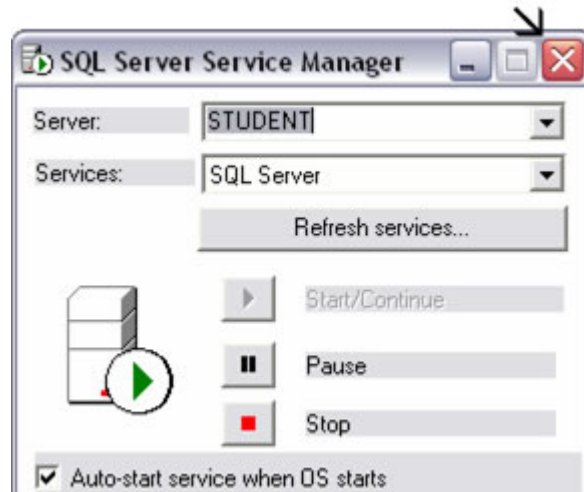 SQL Server Service Manager
Server: STUDENT
Services: SQL Server
Refresh services...
Start/Continue
Pause
Stop
Auto-start service when OS starts